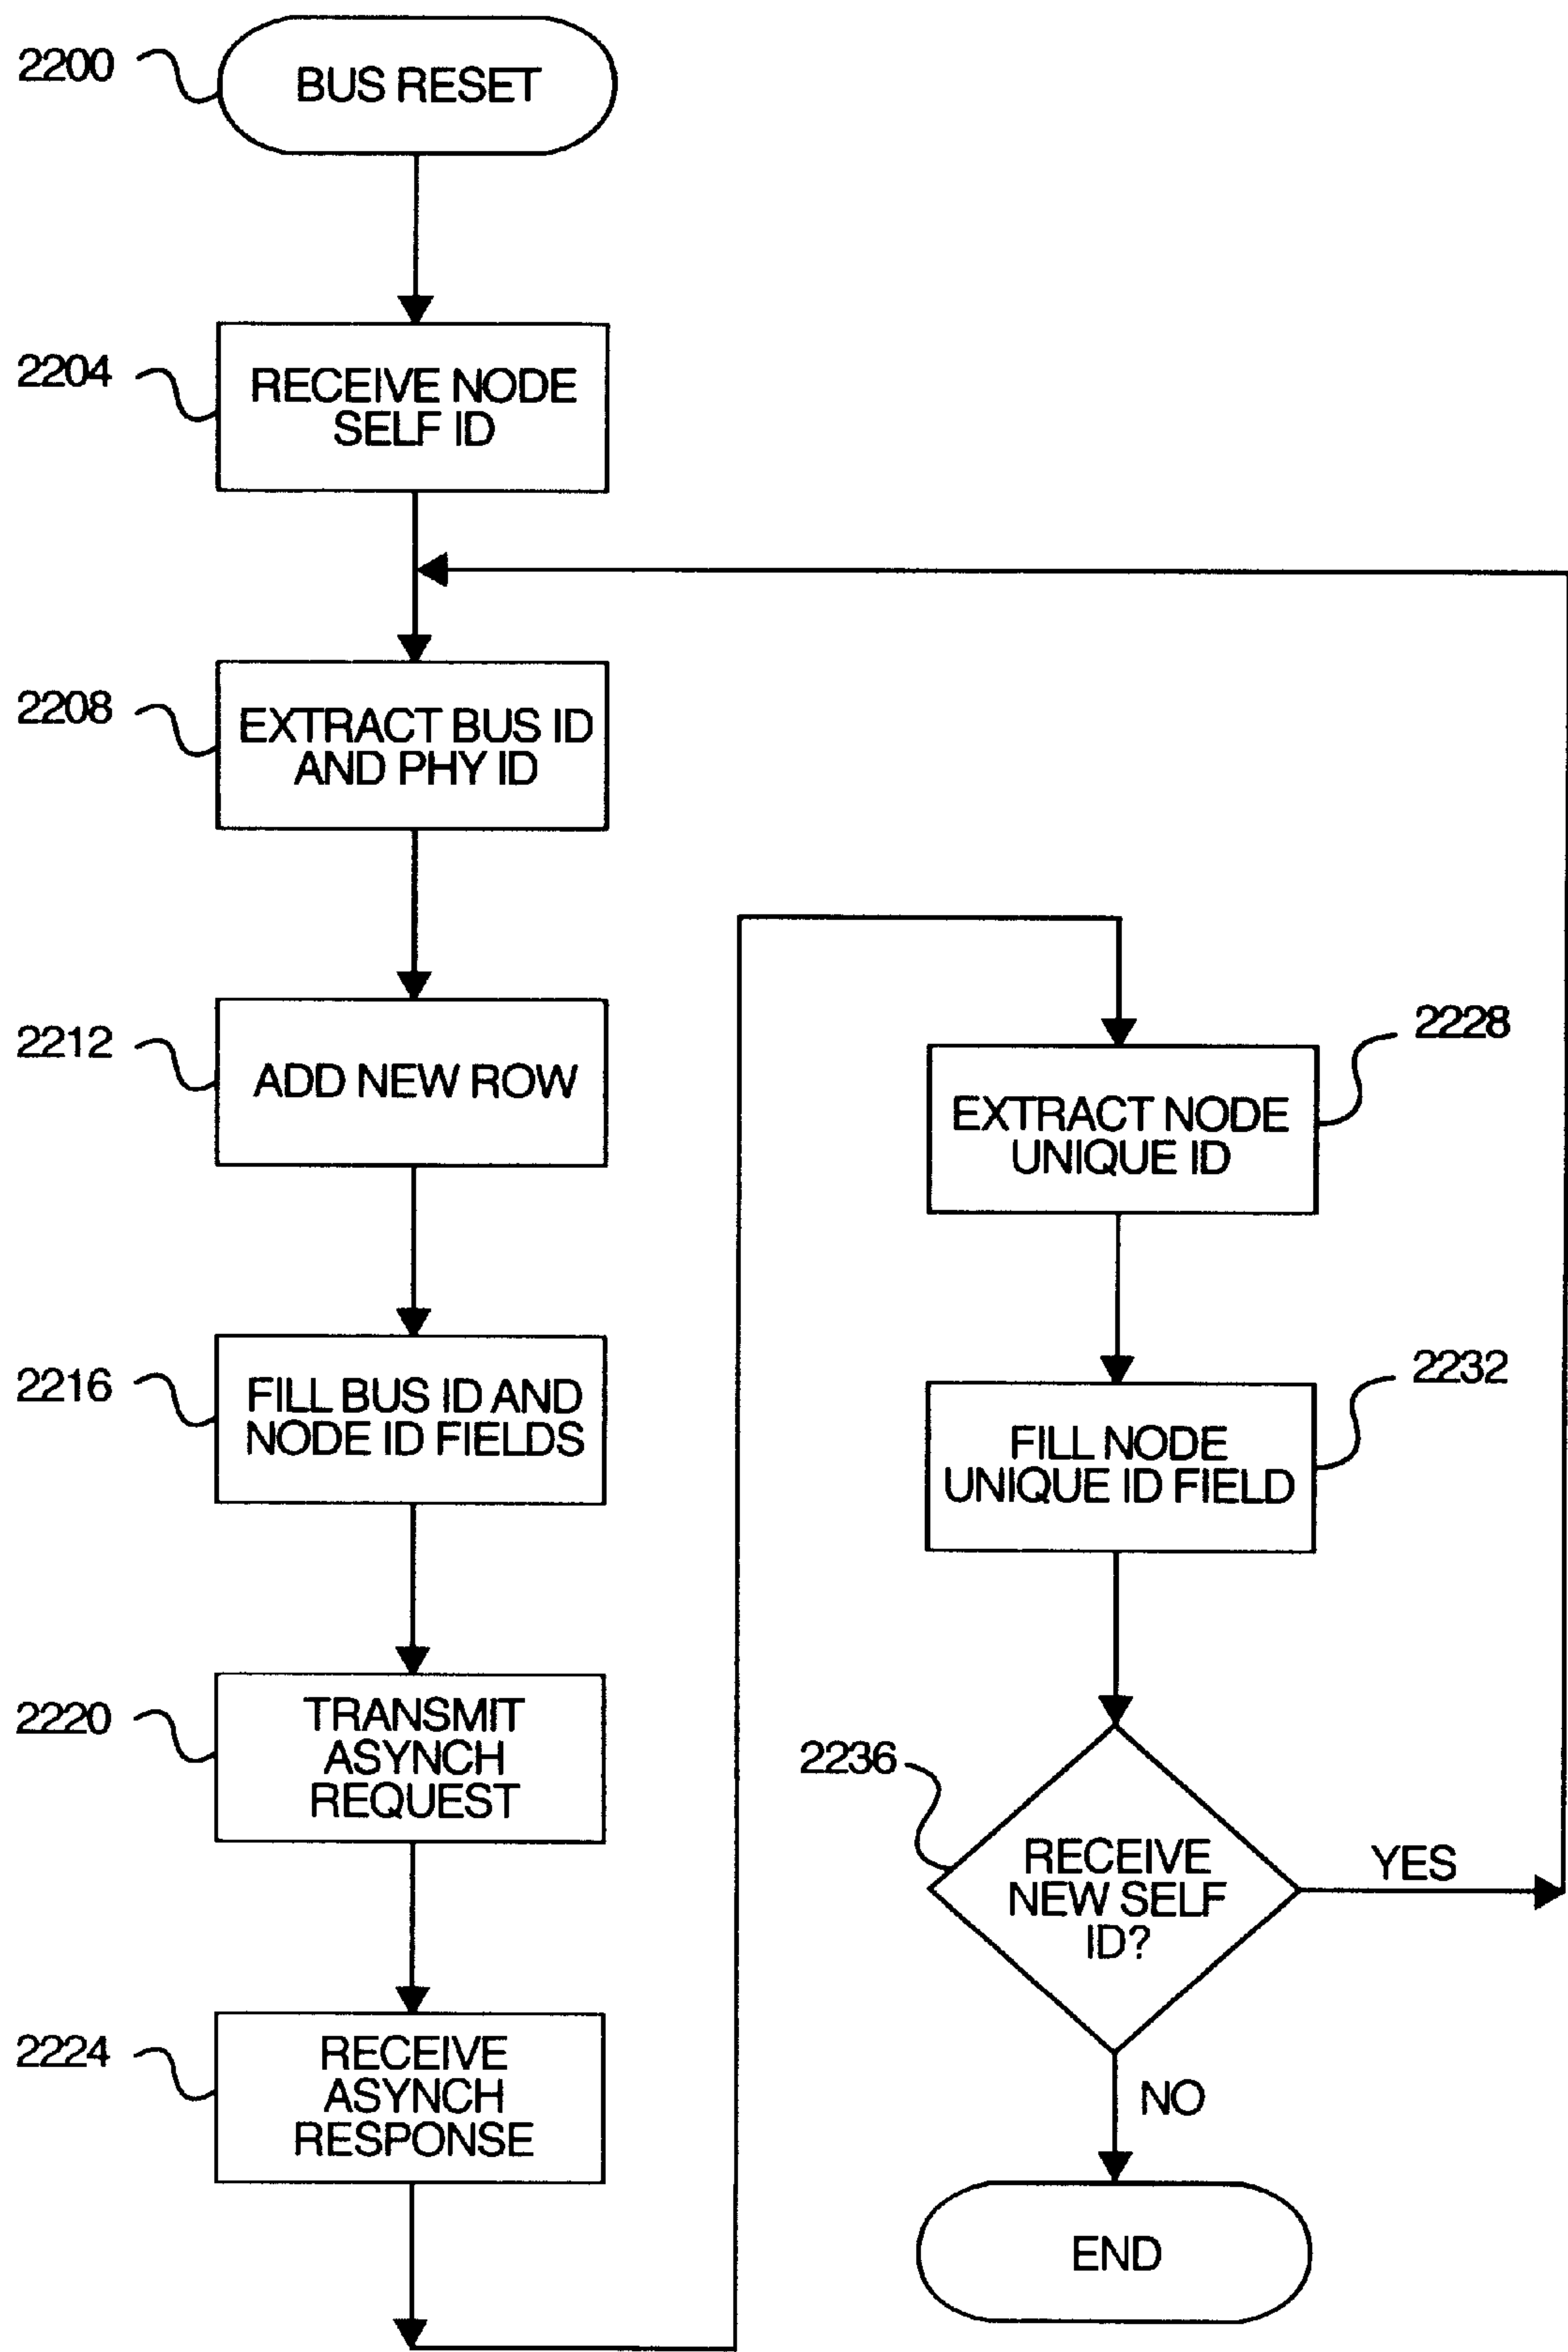 2200
BUS RESET
2204
RECEIVE NODE
SELF ID
2208
EXTRACT BUS ID
AND PHY ID
2212
ADD NEW ROW
2216
FILL BUS ID AND
NODE ID FIELDS
2220
TRANSMIT
ASYNCH
REQUEST
2224
RECEIVE
ASYNCH
RESPONSE
2228
EXTRACT NODE
UNIQUE ID
2232
FILL NODE
UNIQUE ID FIELD
2236
RECEIVE
NEW SELF
ID?
YES
NO
END